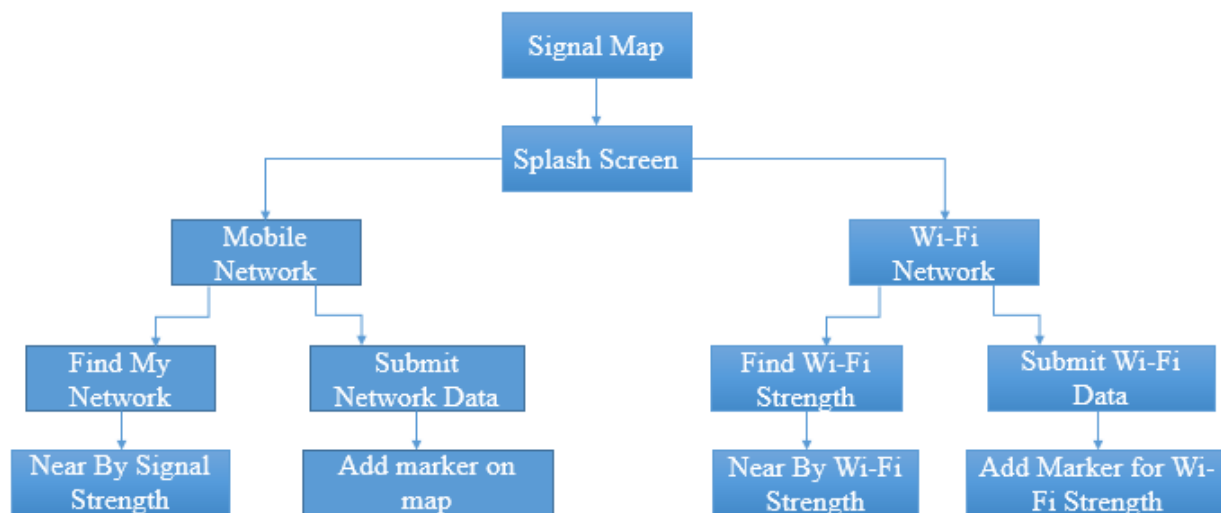 Signal Map
Splash Screen
Mobile
Network
Wi-Fi
Network
Find My
Network
Submit
Network Data
Find Wi-Fi
Strength
Submit Wi-Fi
Data
Near By Signal
Strength
Add marker on
map
Near By Wi-Fi
Strength
Add Marker for Wi-
Fi Strength